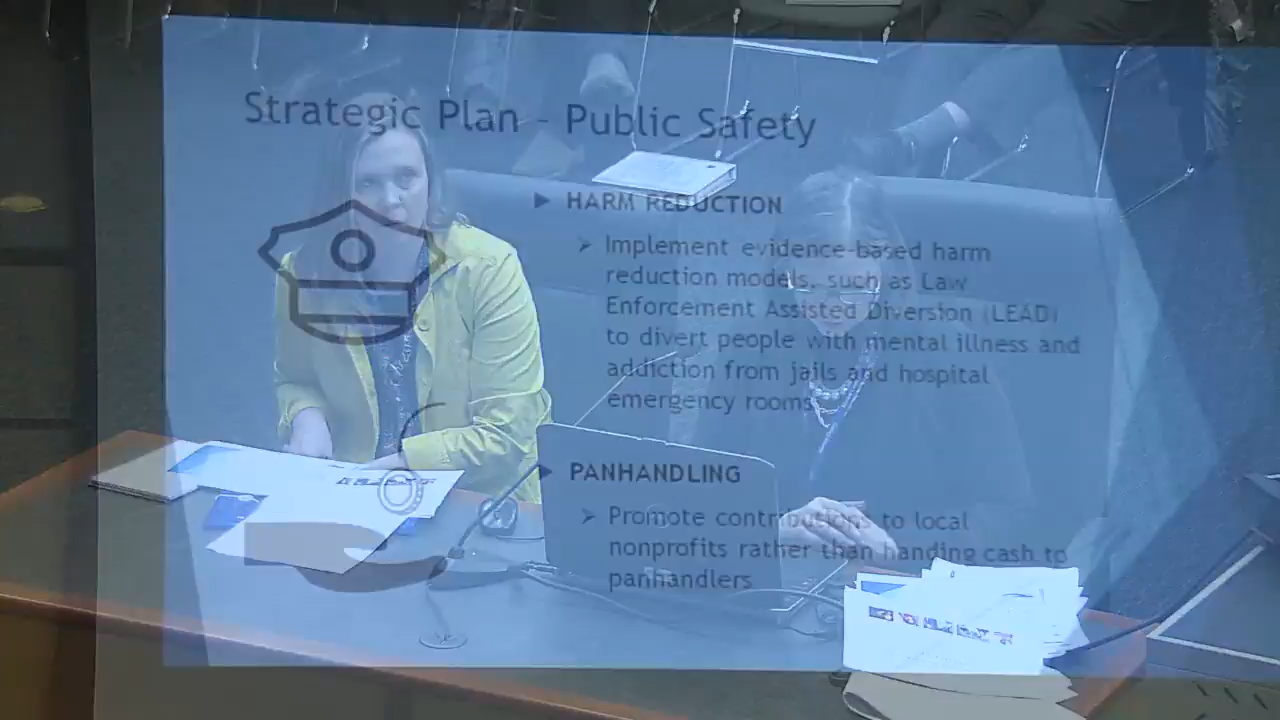 Strategic Plan - Public Safety
HARM REDUCTION
Implement evidence-based harm
reduction models, such as Law
Enforcement Assisted Diversion (LEAD)
to divert people with mental illness and
addiction from jails and hospital
emergency rooms
PANHANDLING
Promote contributions to local
nonprofits rather than handing cash to
panhandlers